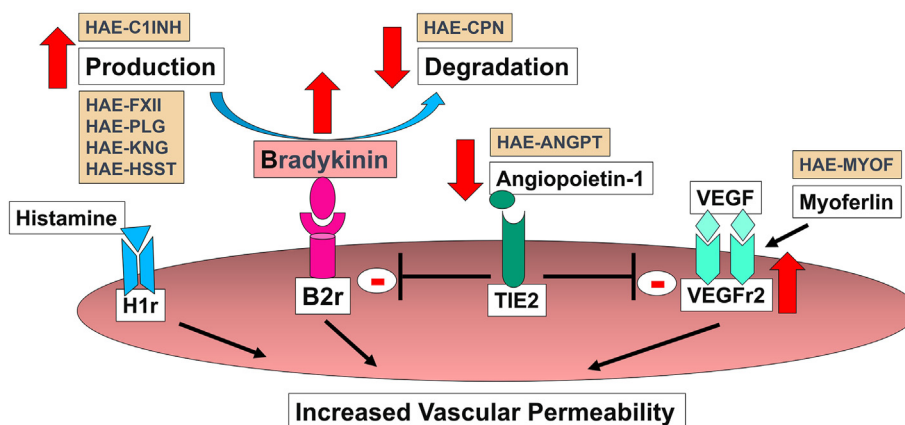 HAE-C1INH
Production
HAE-FXII
HAE-PLG
HAE-KNG
HAE-HSST
HAE-CPN
Degradation
Bradykinin
HAE-ANGPT
Angiopoietin-1
HAE-MYOF
Myoferlin
VEGF
Histamine
H1r
B2r
TIE2
VEGFr2
Increased Vascular Permeability